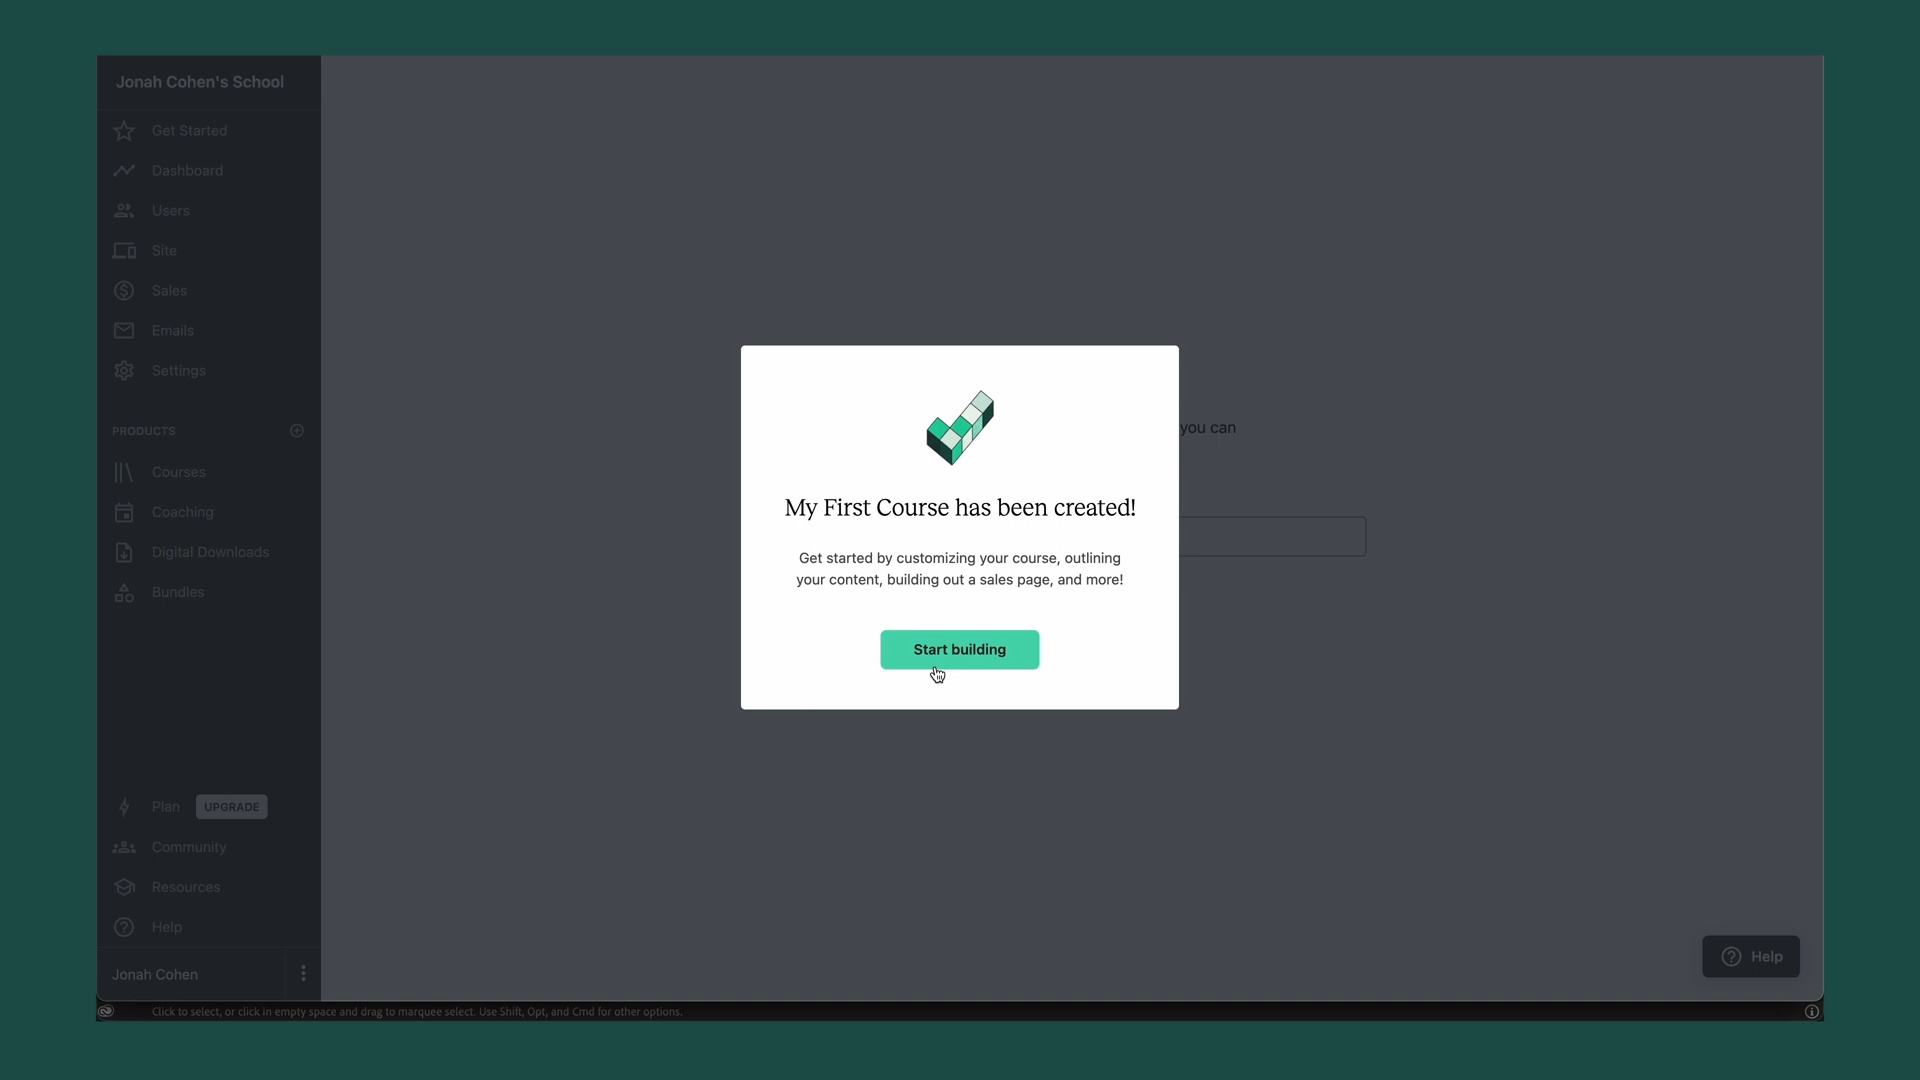 Jonah Cohen's School
Get Started
Dashboard
Users
Site
Sales
Emails
Settings
PRODUCTS
Courses
Coaching
Digital Downloads
Bundles
Plan UPGRADE
Community
Resources
Help
Jonah Cohen
you can
My First Course has been created!
Get started by customizing your course, outlining
your content, building out a sales page, and more!
Start building
Help
Click to select, or click in empty space and drag to marquee select. Use Shift, Opt, and Cmd for other options.